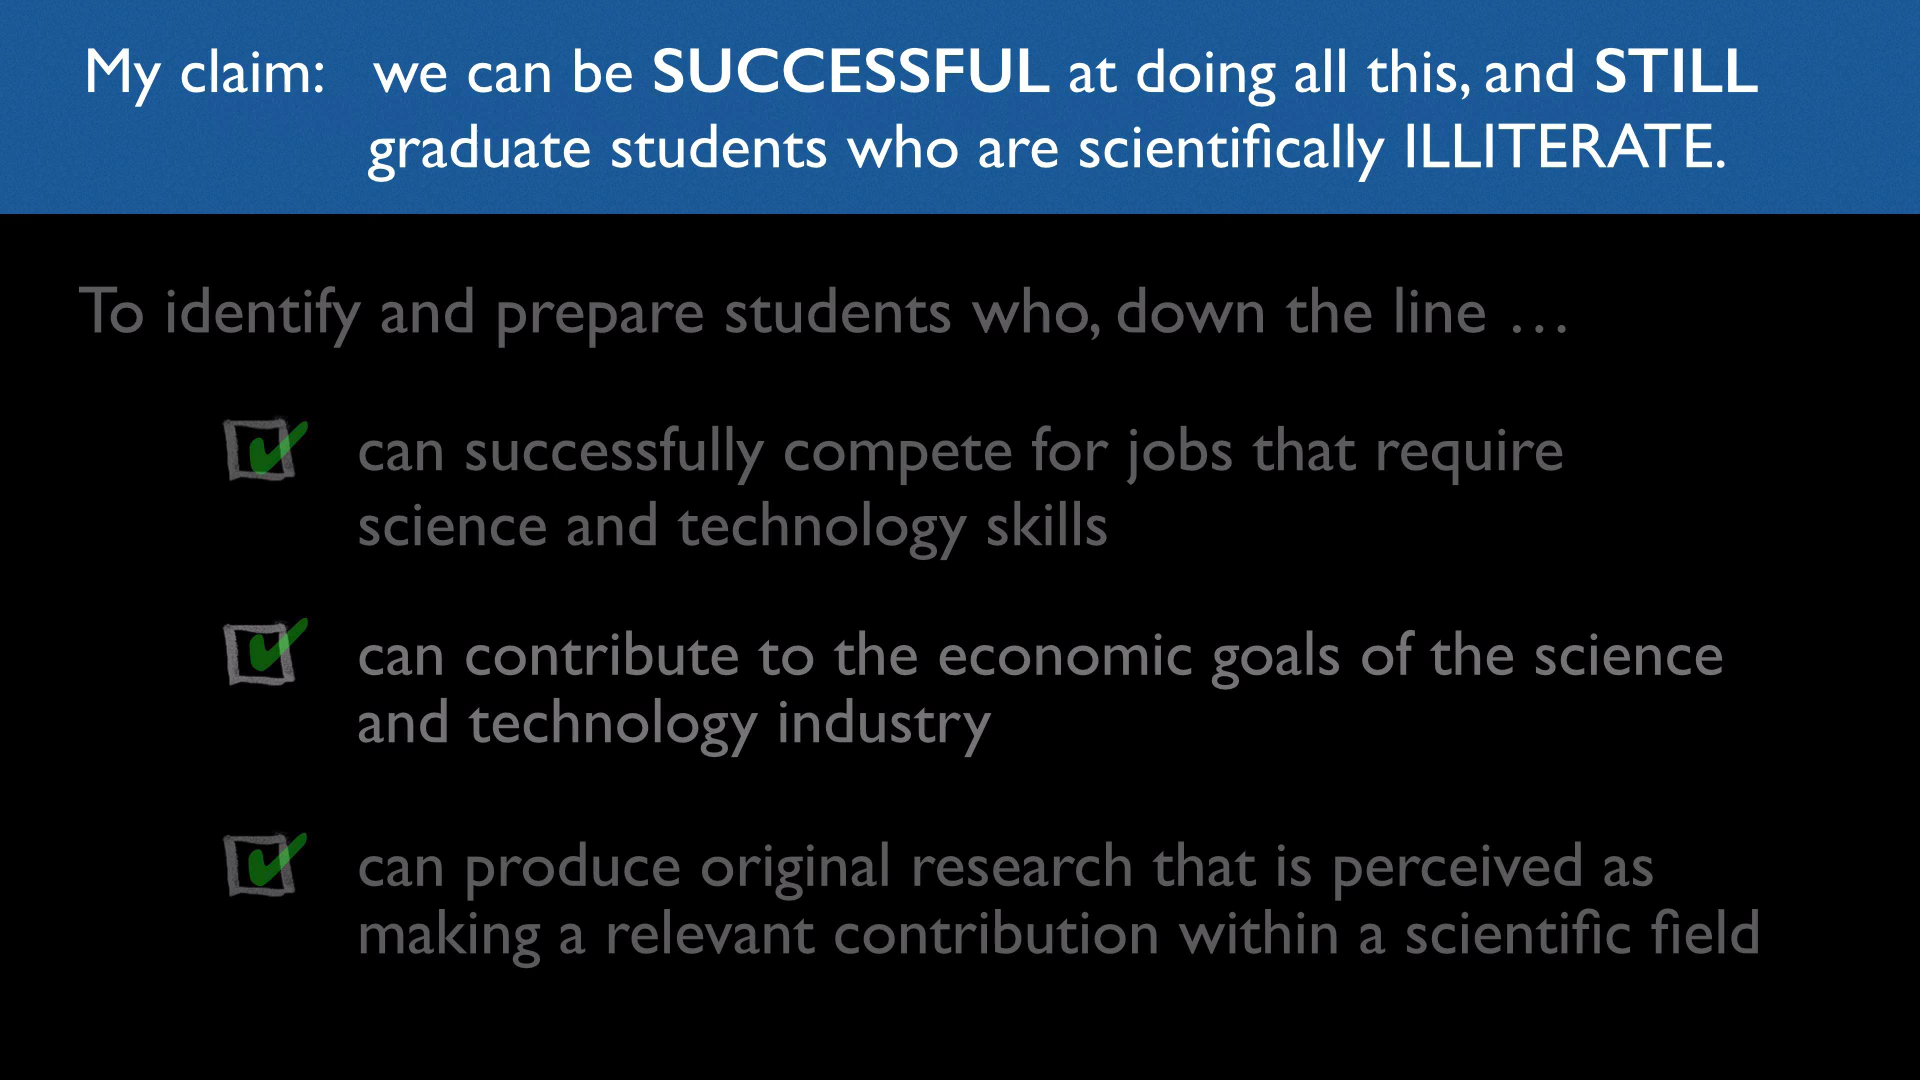 My claim: we can be SUCCESSFUL at doing all this, and STILL
graduate students who are scientifically ILLITERATE.
To identify and prepare students who, down the line …
can successfully compete for jobs that require
science and technology skills
can contribute to the economic goals of the science
and technology industry
can produce original research that is perceived as
making a relevant contribution within a scientific field